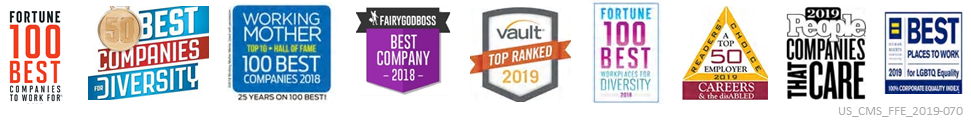 FORTUNE
100
BEST
COMPANIES
TO WORK FOR®
50
BEST
COMPANIES
FOR
DIVERSITY
WORKING
MOTHER
TOP 10 + HALL OF FAME
100 BEST
COMPANIES 2018
25 YEARS ON 100 BEST!
FAIRYGODBOSS
BEST
COMPANY
- 2018 -
vault
TOP RANKED
2019
FORTUNE
100
BEST
WORKPLACES FOR
DIVERSITY
2018
READERS' CHOICE
A
TOP
50
EMPLOYER
2019
CAREERS
& the disABLED
2019
People
COMPANIES
THAT
CARE
BEST
PLACES TO WORK
2019
for LGBTQ Equality
100% CORPORATE EQUALITY INDEX
US_CMS_FFE_2019-070